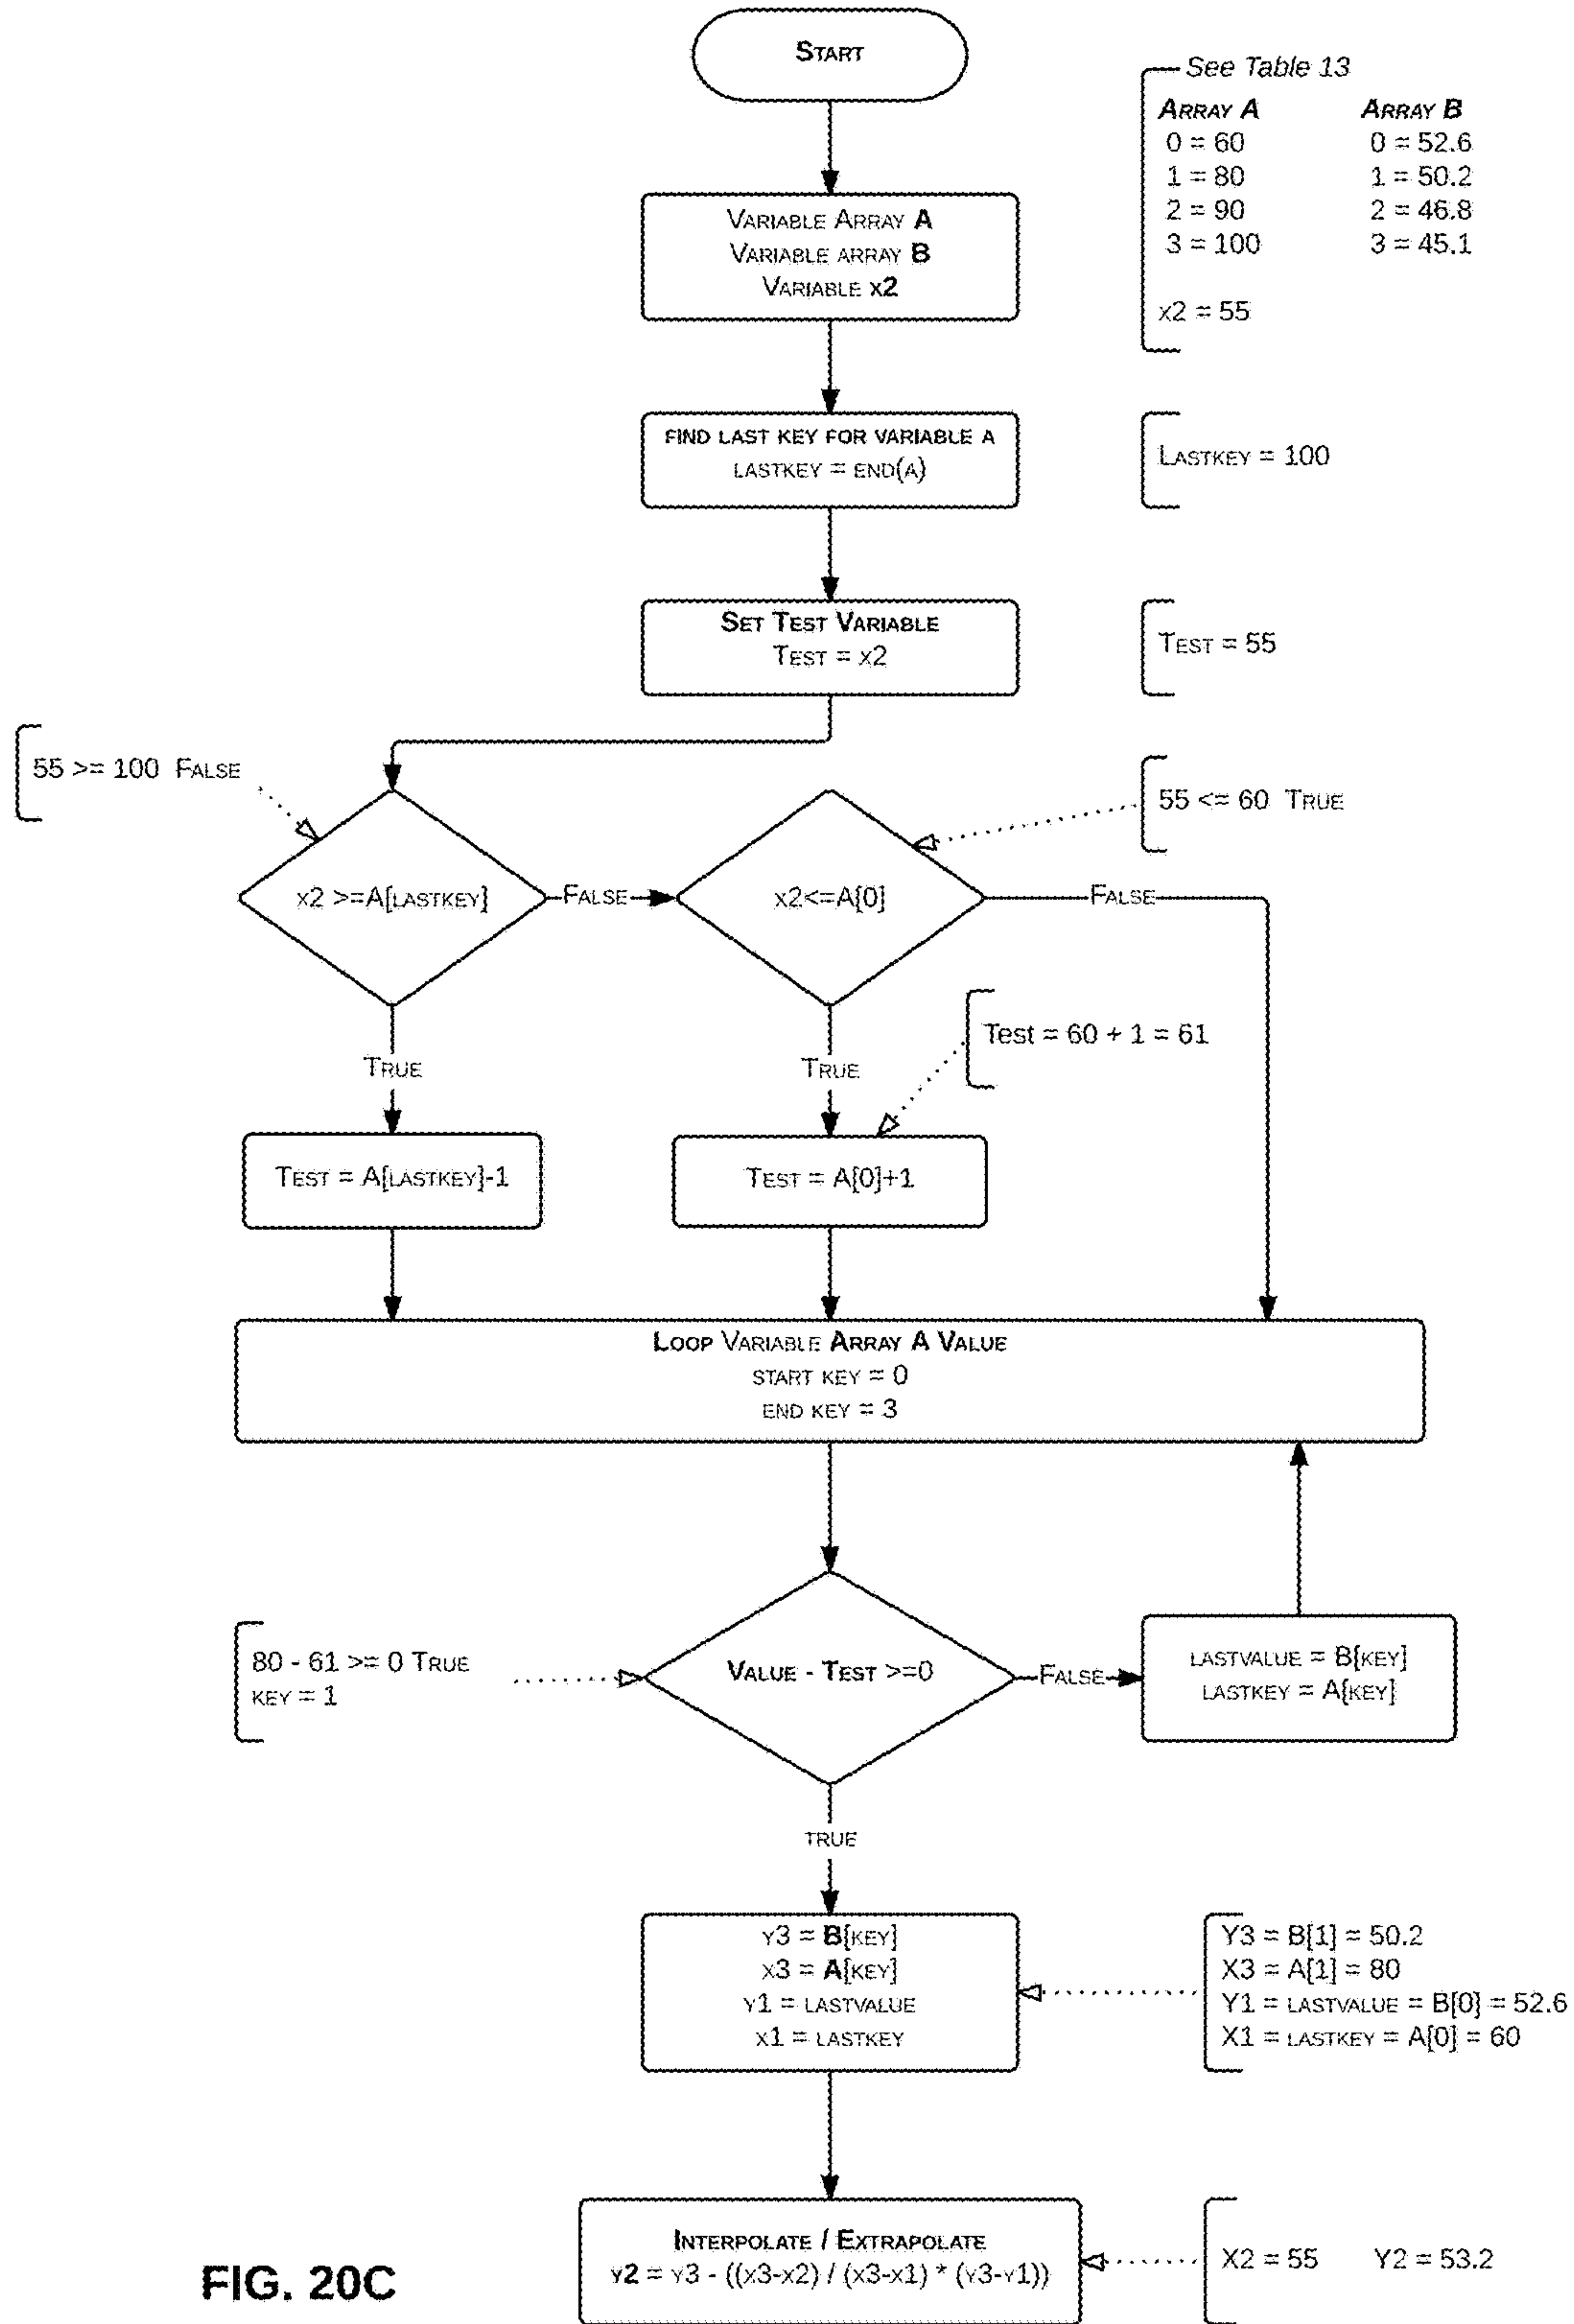 Start
See Table 13
Array A Array B
0 = 60 0 = 52.6
1 = 80 1 = 50.2
2 = 90 2 = 46.8
3 = 100 3 = 45.1
x2 = 55
Variable Array A
Variable array B
Variable x2
find last key for variable a
lastkey = end(a)
Lastkey = 100
Set Test Variable
Test = x2
Test = 55
55 >= 100 False
55 <= 60 True
x2 >=A[lastkey]
False
x2<=A[0]
False
Test = 60 + 1 = 61
True
True
Test = A[lastkey]-1
Test = A[0]+1
Loop Variable Array A Value
start key = 0
end key = 3
80 - 61 >= 0 True
key = 1
Value - Test >=0
False
lastvalue = B[key]
lastkey = A[key]
true
y3 = B[key]
x3 = A[key]
y1 = lastvalue
x1 = lastkey
Y3 = B[1] = 50.2
X3 = A[1] = 80
Y1 = lastvalue = B[0] = 52.6
X1 = lastkey = A[0] = 60
Interpolate / Extrapolate
y2 = y3 - ((x3-x2) / (x3-x1) * (y3-y1))
X2 = 55 Y2 = 53.2
FIG. 20C